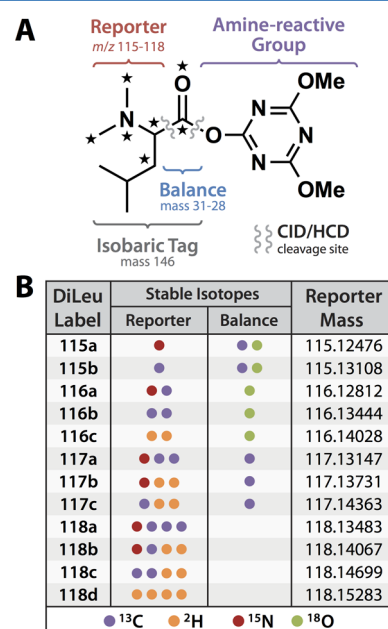 A
Reporter
m/z 115-118
Amine-reactive
Group
O
OMe
N
N
N
O
N
OMe
Balance
mass 31-28
Isobaric Tag
mass 146
CID/HCD
cleavage site
B
DiLeu
Label
Stable Isotopes
Reporter
Balance
Reporter
Mass
115a 115.12476
115b 115.13108
116a 116.12812
116b 116.13444
116c 116.14028
117a 117.13147
117b 117.13731
117c 117.14363
118a 118.13483
118b 118.14067
118c 118.14699
118d 118.15283
¹³C ²H ¹⁵N ¹⁸O